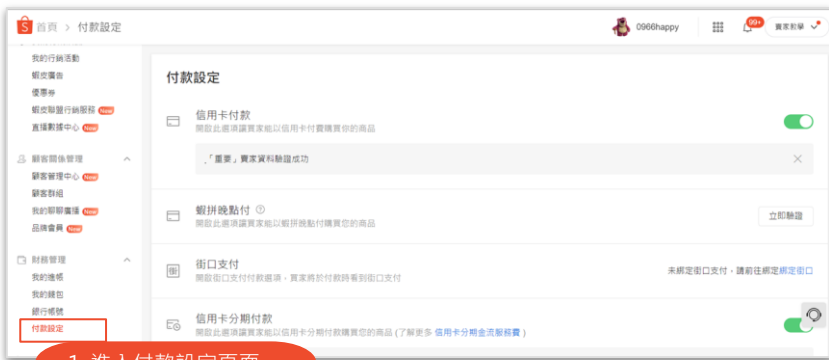 首頁 > 付款設定
0966happy
99+
賣家教學
我的行銷活動
蝦皮廣告
優惠券
蝦皮聯盟行銷服務 New
直播數據中心 New
顧客關係管理
顧客管理中心 New
顧客群組
我的聊聊廣播 New
品牌會員 New
財務管理
我的進帳
我的錢包
銀行帳號
付款設定
付款設定
信用卡付款
開啟此選項讓買家能以信用卡付費購買你的商品
「重要」賣家資料驗證成功
蝦拼晚點付
開啟此選項讓買家能以蝦拼晚點付購買您的商品
立即驗證
街口支付
開啟街口支付付款選項，買家將於付款時看到街口支付
未綁定街口支付，請前往綁定綁定街口
信用卡分期付款
開啟此選項讓買家能以信用卡分期付款購買您的商品 (了解更多 信用卡分期金流服務費 )
1. 進入付款設定頁面